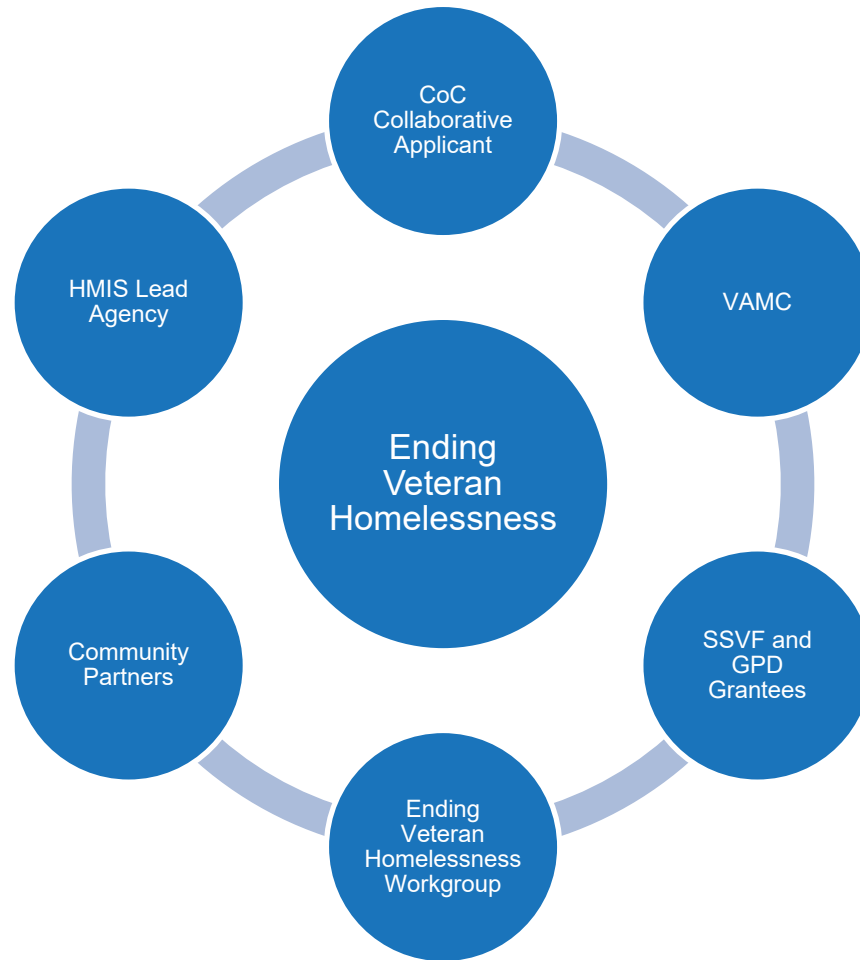 CoC
Collaborative
Applicant
HMIS Lead
Agency
VAMC
Ending
Veteran
Homelessness
Community
Partners
SSVF and
GPD
Grantees
Ending
Veteran
Homelessness
Workgroup